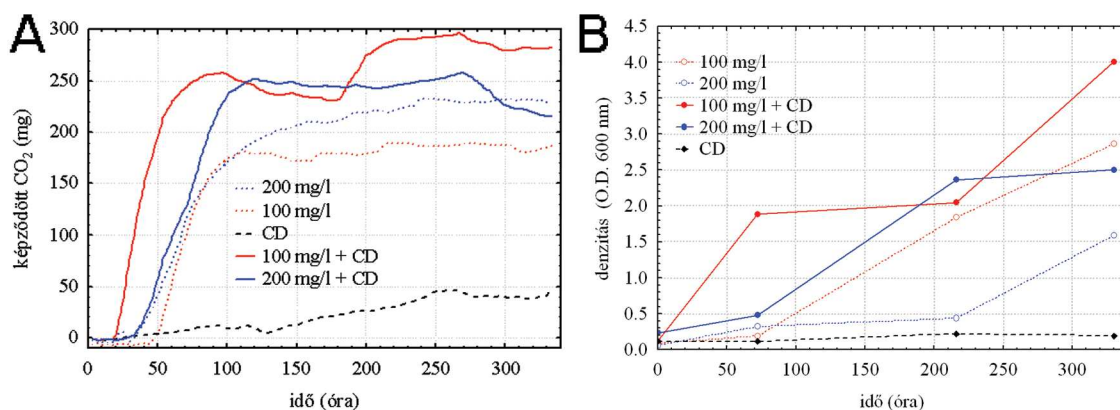 A
képződött CO2 (mg)
300
250
200
150
100
50
0
200 mg/l
100 mg/l
CD
100 mg/l + CD
200 mg/l + CD
0 50 100 150 200 250 300
idő (óra)
B
denzitás (O.D. 600 nm)
4.5
4.0
3.5
3.0
2.5
2.0
1.5
1.0
0.5
0.0
100 mg/l
200 mg/l
100 mg/l + CD
200 mg/l + CD
CD
0 50 100 150 200 250 300
idő (óra)